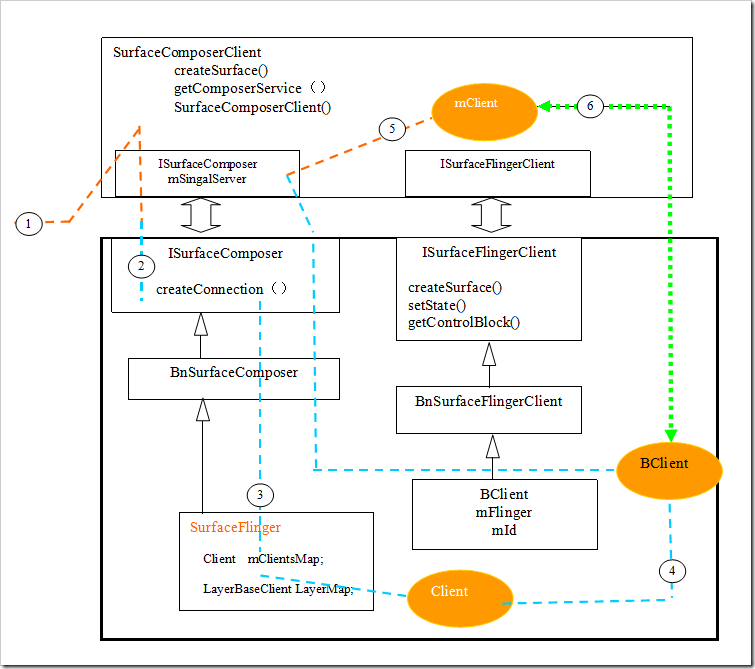 SurfaceComposerClient
createSurface()
getComposerService（）
SurfaceComposerClient()
mClient
6
5
ISurfaceComposer
mSingalServer
ISurfaceFlingerClient
1
2
ISurfaceComposer
createConnection（）
ISurfaceFlingerClient
createSurface()
setState()
getControlBlock()
BnSurfaceComposer
BnSurfaceFlingerClient
BClient
3
BClient
mFlinger
mId
SurfaceFlinger
Client mClientsMap;
LayerBaseClient LayerMap;
Client
4